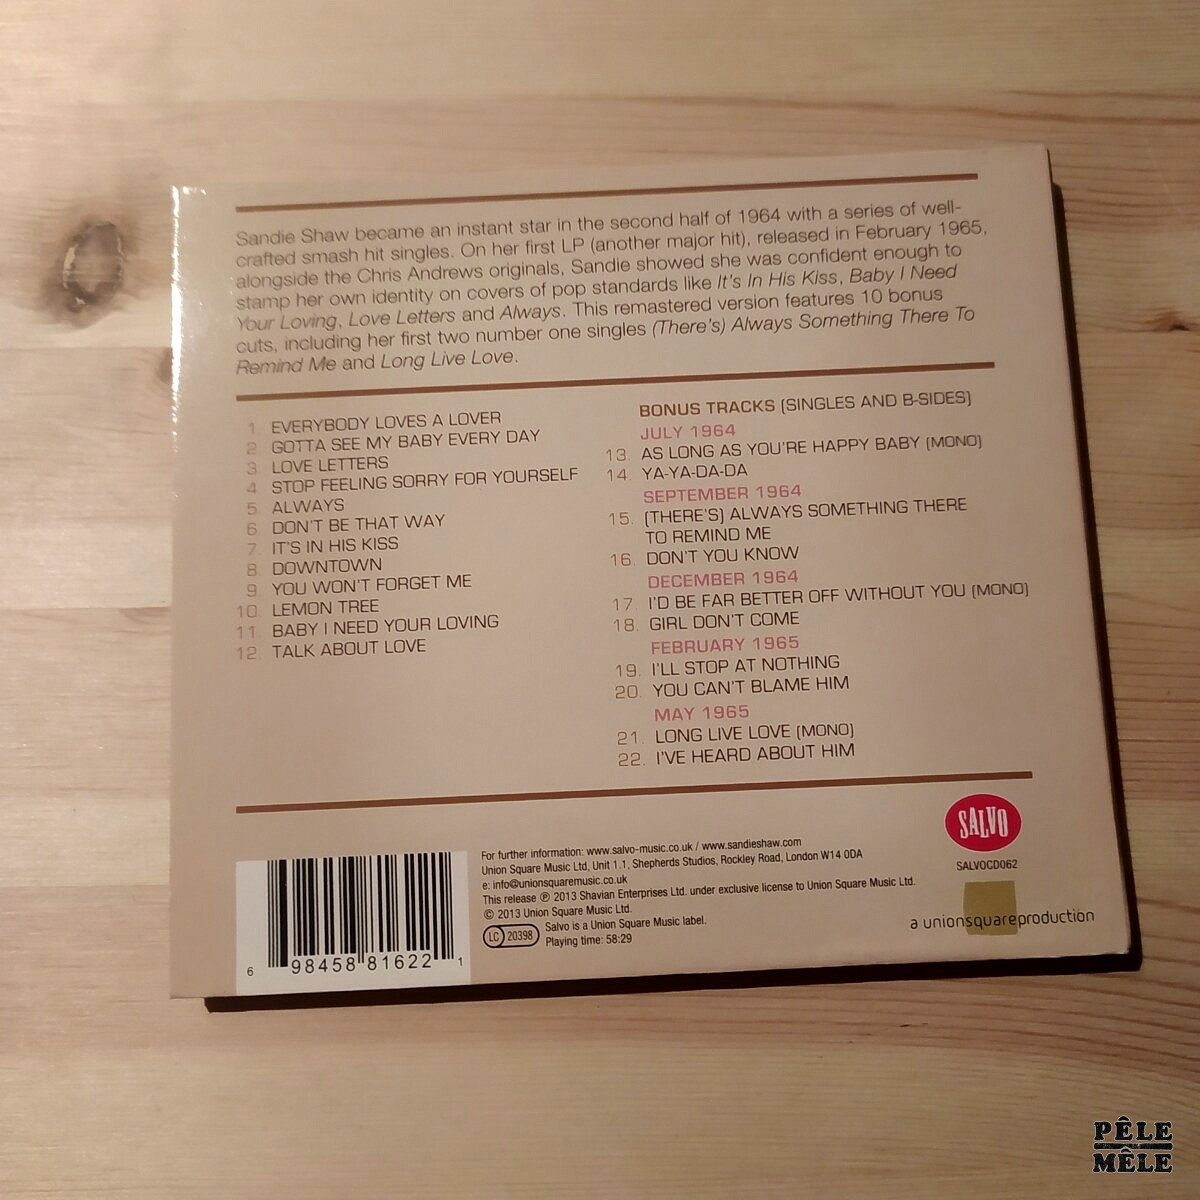 Sandie Shaw became an instant star in the second half of 1964 with a series of well-
crafted smash hit singles. On her first LP (another major hit), released in February 1965,
alongside the Chris Andrews originals, Sandie showed she was confident enough to
stamp her own identity on covers of pop standards like It's In His Kiss, Baby I Need
Your Loving, Love Letters and Always. This remastered version features 10 bonus
cuts, including her first two number one singles (There's) Always Something There To
Remind Me and Long Live Love.
1. EVERYBODY LOVES A LOVER
2. GOTTA SEE MY BABY EVERY DAY
3. LOVE LETTERS
4. STOP FEELING SORRY FOR YOURSELF
5. ALWAYS
6. DON'T BE THAT WAY
7. IT'S IN HIS KISS
8. DOWNTOWN
9. YOU WON'T FORGET ME
10. LEMON TREE
11. BABY I NEED YOUR LOVING
12. TALK ABOUT LOVE
BONUS TRACKS (SINGLES AND B-SIDES)
JULY 1964
13. AS LONG AS YOU'RE HAPPY BABY (MONO)
14. YA-YA-DA-DA
SEPTEMBER 1964
15. (THERE'S) ALWAYS SOMETHING THERE
TO REMIND ME
16. DON'T YOU KNOW
DECEMBER 1964
17. I'D BE FAR BETTER OFF WITHOUT YOU (MONO)
18. GIRL DON'T COME
FEBRUARY 1965
19. I'LL STOP AT NOTHING
20. YOU CAN'T BLAME HIM
MAY 1965
21. LONG LIVE LOVE (MONO)
22. I'VE HEARD ABOUT HIM
6 98458 81622 1
For further information: www.salvo-music.co.uk / www.sandieshaw.com
Union Square Music Ltd, Unit 1.1, Shepherds Studios, Rockley Road, London W14 0DA
e: info@unionsquaremusic.co.uk
This release ℗ 2013 Shavian Enterprises Ltd. under exclusive license to Union Square Music Ltd.
© 2013 Union Square Music Ltd.
LC 20398
Salvo is a Union Square Music label.
Playing time: 58:29
SALVO
SALVOCD062
a unionsquareproduction
PÊLE
MÊLE